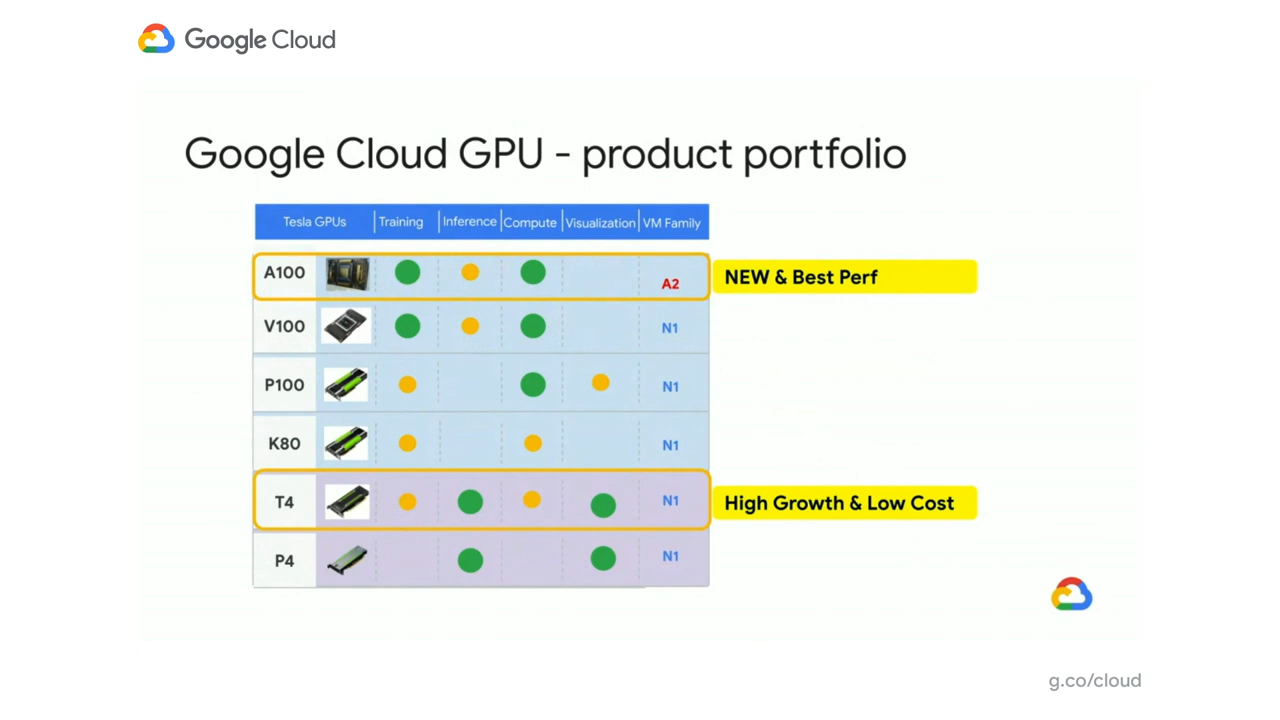 Google Cloud
Google Cloud GPU - product portfolio
Tesla GPUs Training Inference Compute Visualization VM Family
A100 A2 NEW & Best Perf
V100 N1
P100 N1
K80 N1
T4 N1 High Growth & Low Cost
P4 N1
g.co/cloud